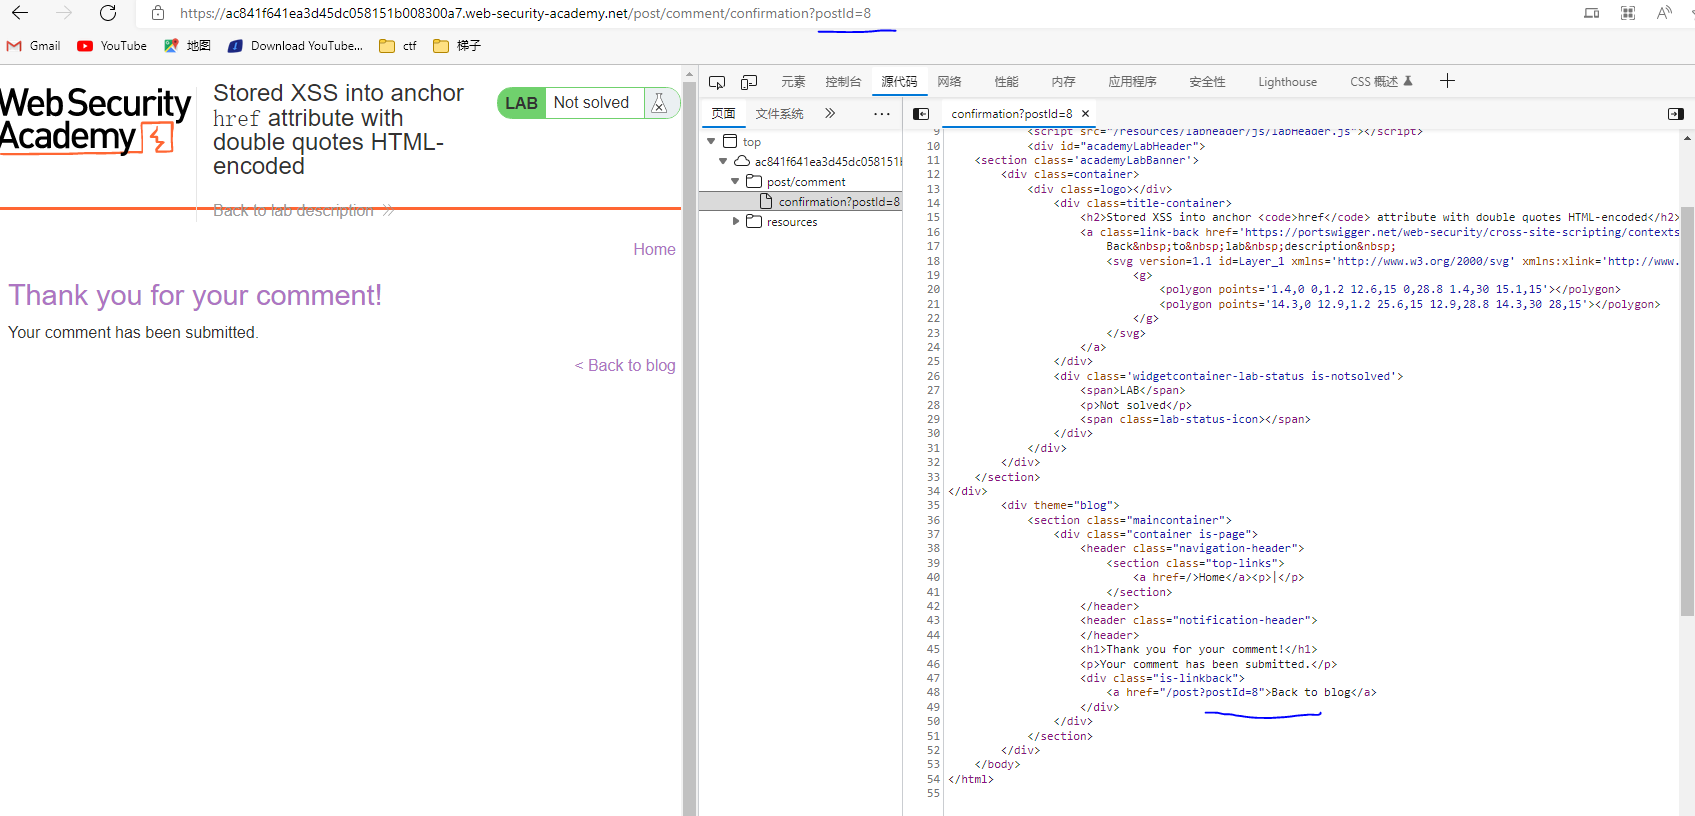 https://ac841f641ea3d45dc058151b008300a7.web-security-academy.net/post/comment/confirmation?postId=8
Gmail YouTube 地图 Download YouTube... ctf 梯子
Web Security
Academy
Stored XSS into anchor
href attribute with
double quotes HTML-
encoded
Back to lab description
LAB Not solved
Home
Thank you for your comment!
Your comment has been submitted.
< Back to blog
元素 控制台 源代码 网络 性能 内存 应用程序 安全性 Lighthouse CSS 概述
页面 文件系统
top
ac841f641ea3d45dc058151b
post/comment
confirmation?postId=8
resources
confirmation?postId=8 ×
9 <script src="/resources/labheader/js/labHeader.js"></script>
10 <div id="academyLabHeader">
11 <section class='academyLabBanner'>
12 <div class=container>
13 <div class=logo></div>
14 <div class=title-container>
15 <h2>Stored XSS into anchor <code>href</code> attribute with double quotes HTML-encoded</h2>
16 <a class=link-back href='https://portswigger.net/web-security/cross-site-scripting/contexts
17 Back&nbsp;to&nbsp;lab&nbsp;description&nbsp;
18 <svg version=1.1 id=Layer_1 xmlns='http://www.w3.org/2000/svg' xmlns:xlink='http://www.
19 <g>
20 <polygon points='1.4,0 0,1.2 12.6,15 0,28.8 1.4,30 15.1,15'></polygon>
21 <polygon points='14.3,0 12.9,1.2 25.6,15 12.9,28.8 14.3,30 28,15'></polygon>
22 </g>
23 </svg>
24 </a>
25 </div>
26 <div class='widgetcontainer-lab-status is-notsolved'>
27 <span>LAB</span>
28 <p>Not solved</p>
29 <span class=lab-status-icon></span>
30 </div>
31 </div>
32 </div>
33 </section>
34 </div>
35 <div theme="blog">
36 <section class="maincontainer">
37 <div class="container is-page">
38 <header class="navigation-header">
39 <section class="top-links">
40 <a href=/>Home</a><p>|</p>
41 </section>
42 </header>
43 <header class="notification-header">
44 </header>
45 <h1>Thank you for your comment!</h1>
46 <p>Your comment has been submitted.</p>
47 <div class="is-linkback">
48 <a href="/post?postId=8">Back to blog</a>
49 </div>
50 </div>
51 </section>
52 </div>
53 </body>
54 </html>
55